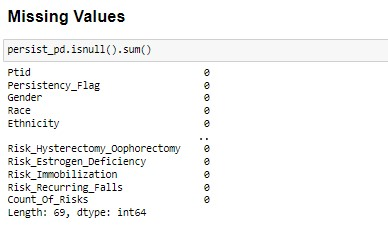 Missing Values
persist_pd.isnull().sum()
Ptid 0
Persistency_Flag 0
Gender 0
Race 0
Ethnicity 0
..
Risk_Hysterectomy_Oophorectomy 0
Risk_Estrogen_Deficiency 0
Risk_Immobilization 0
Risk_Recurring_Falls 0
Count_Of_Risks 0
Length: 69, dtype: int64